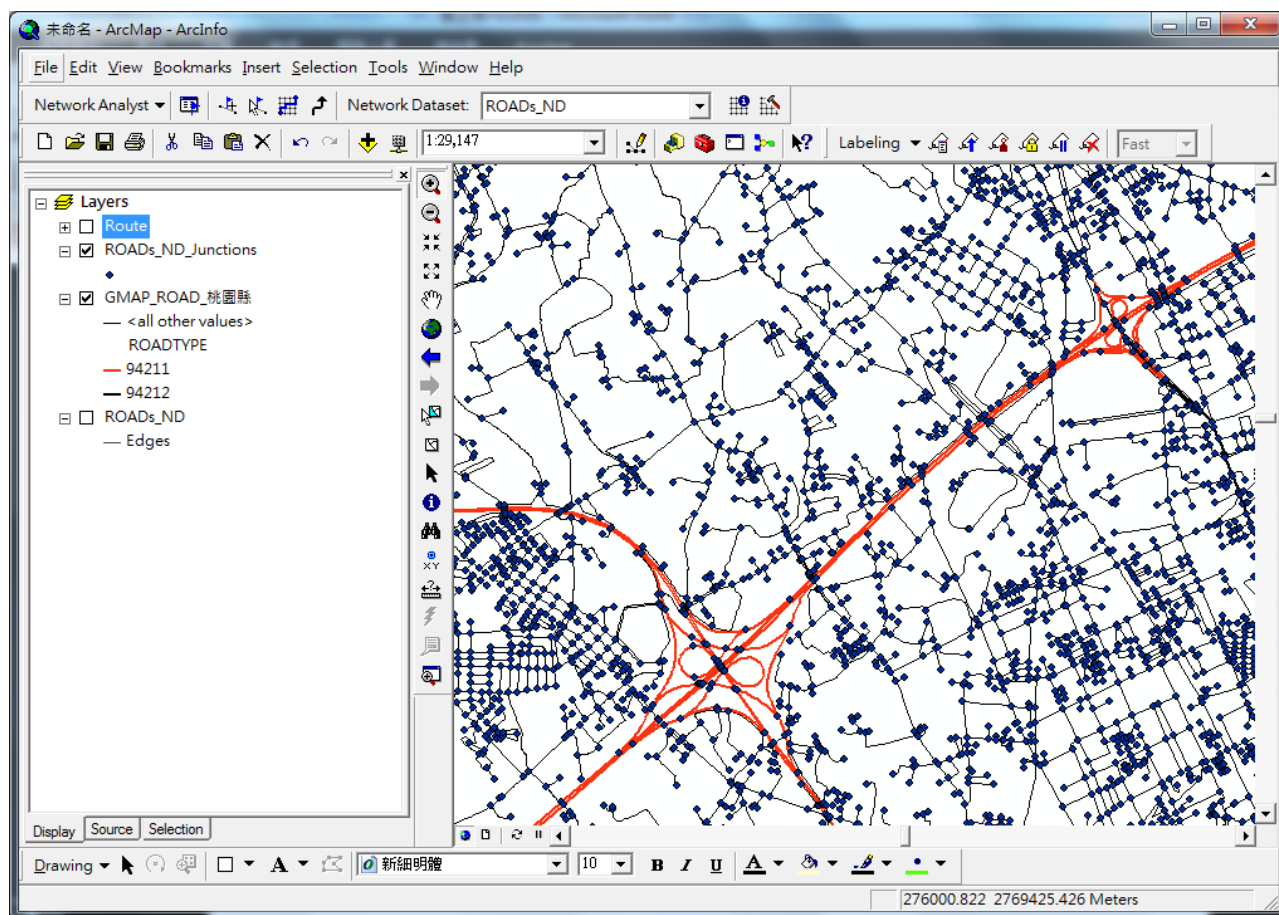 未命名 - ArcMap - ArcInfo
File Edit View Bookmarks Insert Selection Tools Window Help
Network Analyst Network Dataset: ROADs_ND
1:29,147 Labeling Fast
Layers
Route
ROADs_ND_Junctions
GMAP_ROAD_桃園縣
<all other values>
ROADTYPE
94211
94212
ROADs_ND
Edges
XY
Display Source Selection
Drawing A 新細明體 10 B I U A
276000.822 2769425.426 Meters